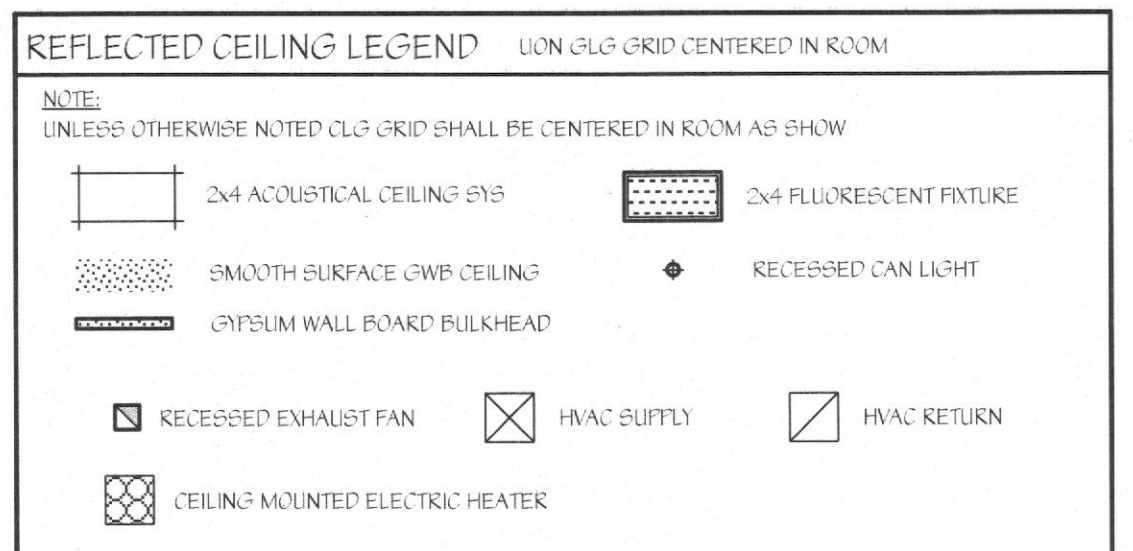 REFLECTED CEILING LEGEND UON GLG GRID CENTERED IN ROOM
NOTE:
UNLESS OTHERWISE NOTED CLG GRID SHALL BE CENTERED IN ROOM AS SHOW
2x4 ACOUSTICAL CEILING SYS
2x4 FLUORESCENT FIXTURE
SMOOTH SURFACE GWB CEILING
RECESSED CAN LIGHT
GYPSUM WALL BOARD BULKHEAD
RECESSED EXHAUST FAN
HVAC SUPPLY
HVAC RETURN
CEILING MOUNTED ELECTRIC HEATER